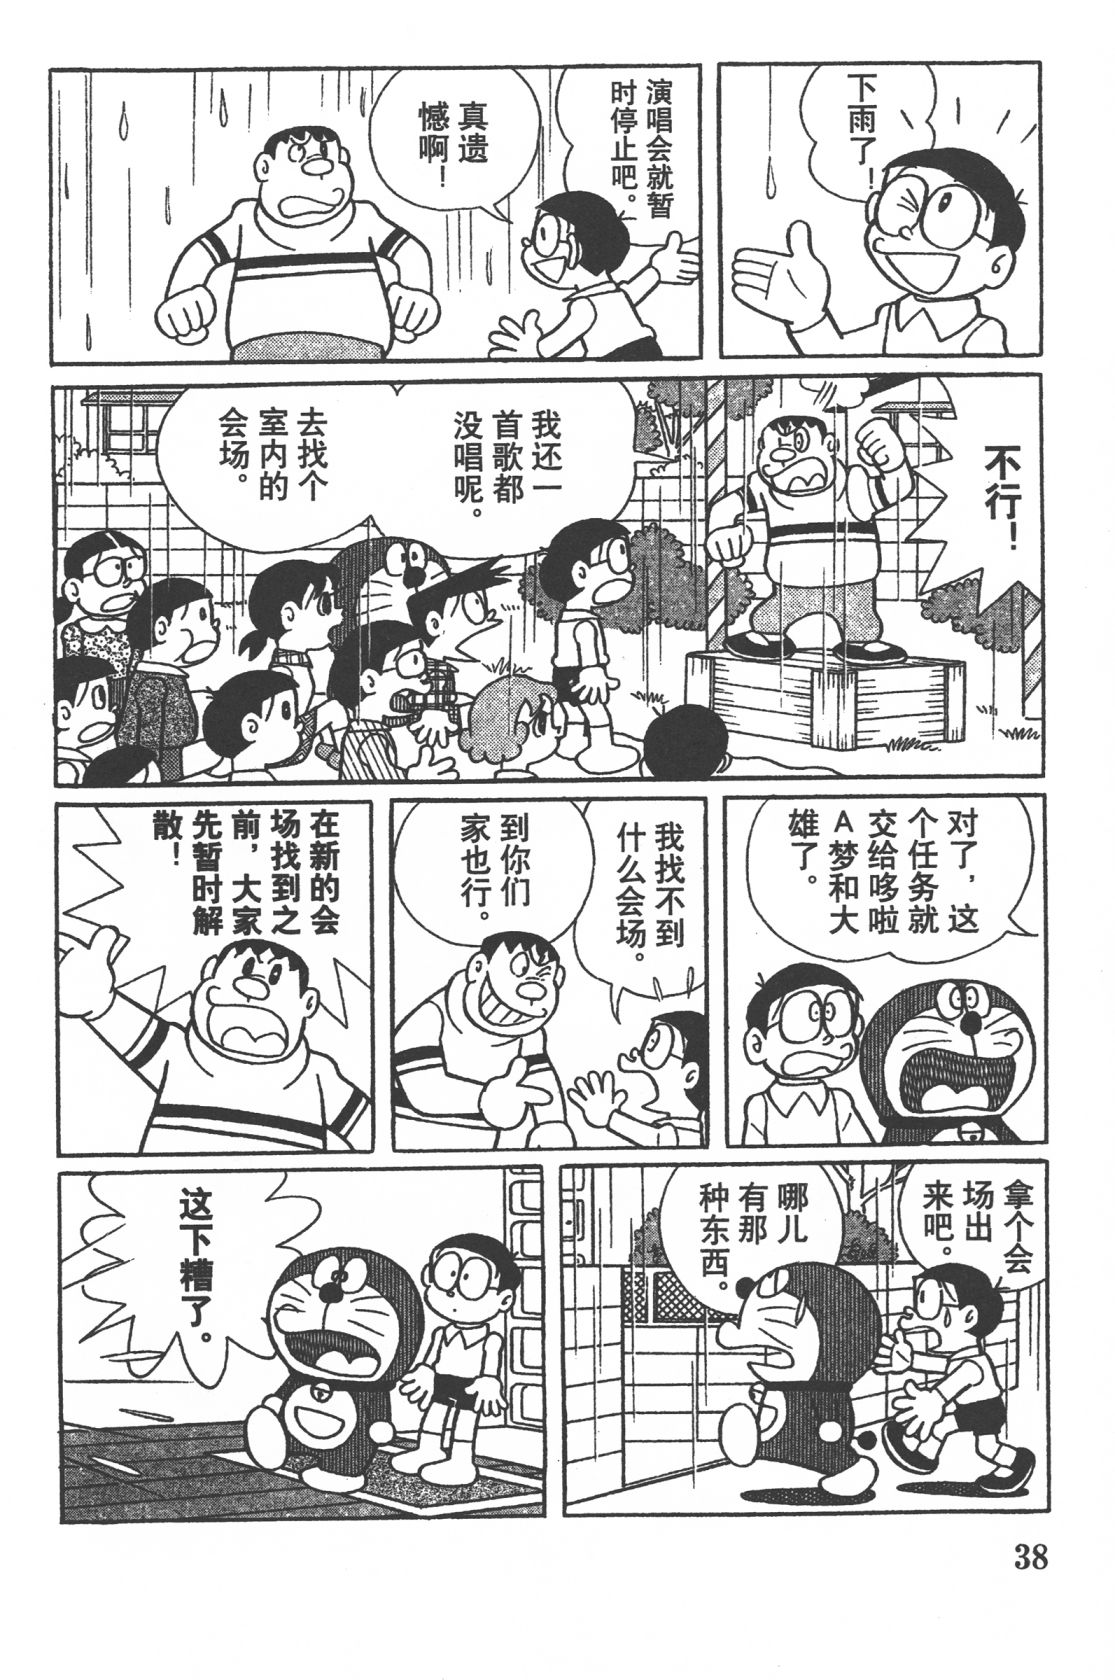 下雨了！
演唱会就暂
时停止吧。
真遗
憾啊！
不行！
我还一
首歌都
没唱呢。
去找个
室内的
会场。
对了，这
个任务就
交给哆啦
A梦和大
雄了。
我找不到
什么会场。
到你们
家也行。
在新的会
场找到之
前，大家
先暂时解
散！
拿个会
场出
来吧。
哪儿
有那
种东西。
这下糟了。
38